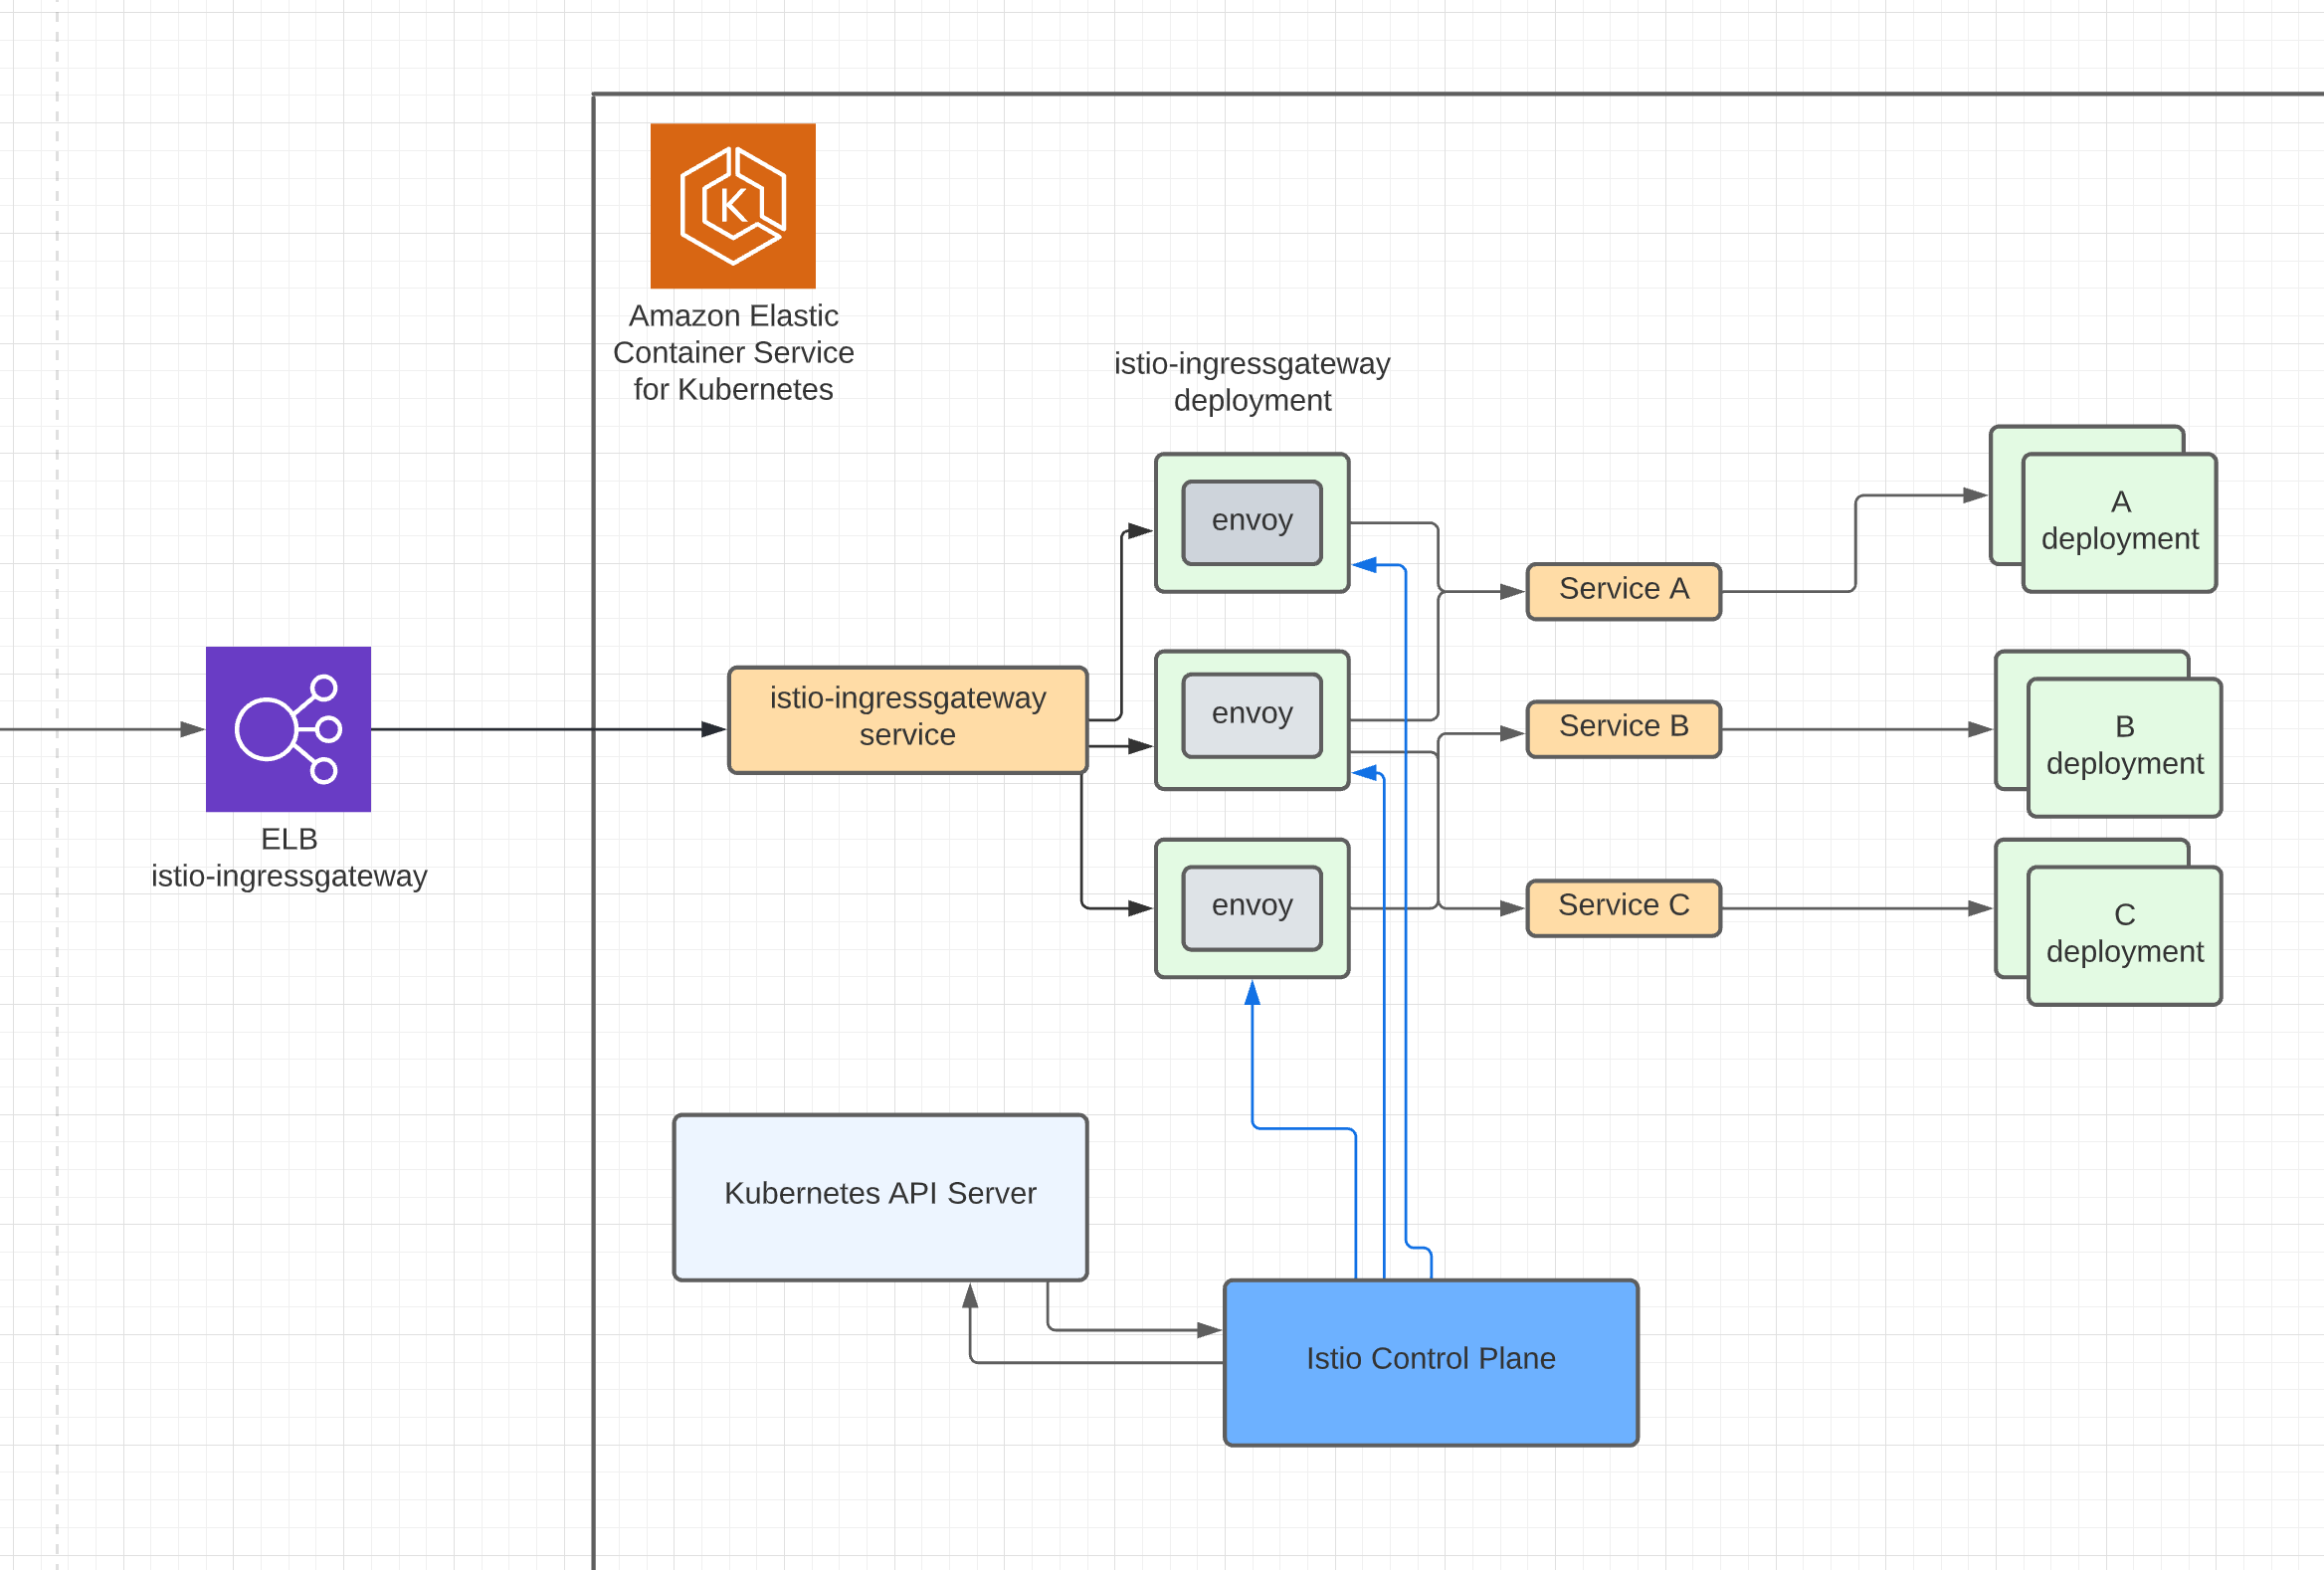 K
Amazon Elastic
Container Service
for Kubernetes
istio-ingressgateway
deployment
envoy
A
deployment
Service A
istio-ingressgateway
service
envoy
Service B
B
deployment
ELB
istio-ingressgateway
envoy
Service C
C
deployment
Kubernetes API Server
Istio Control Plane